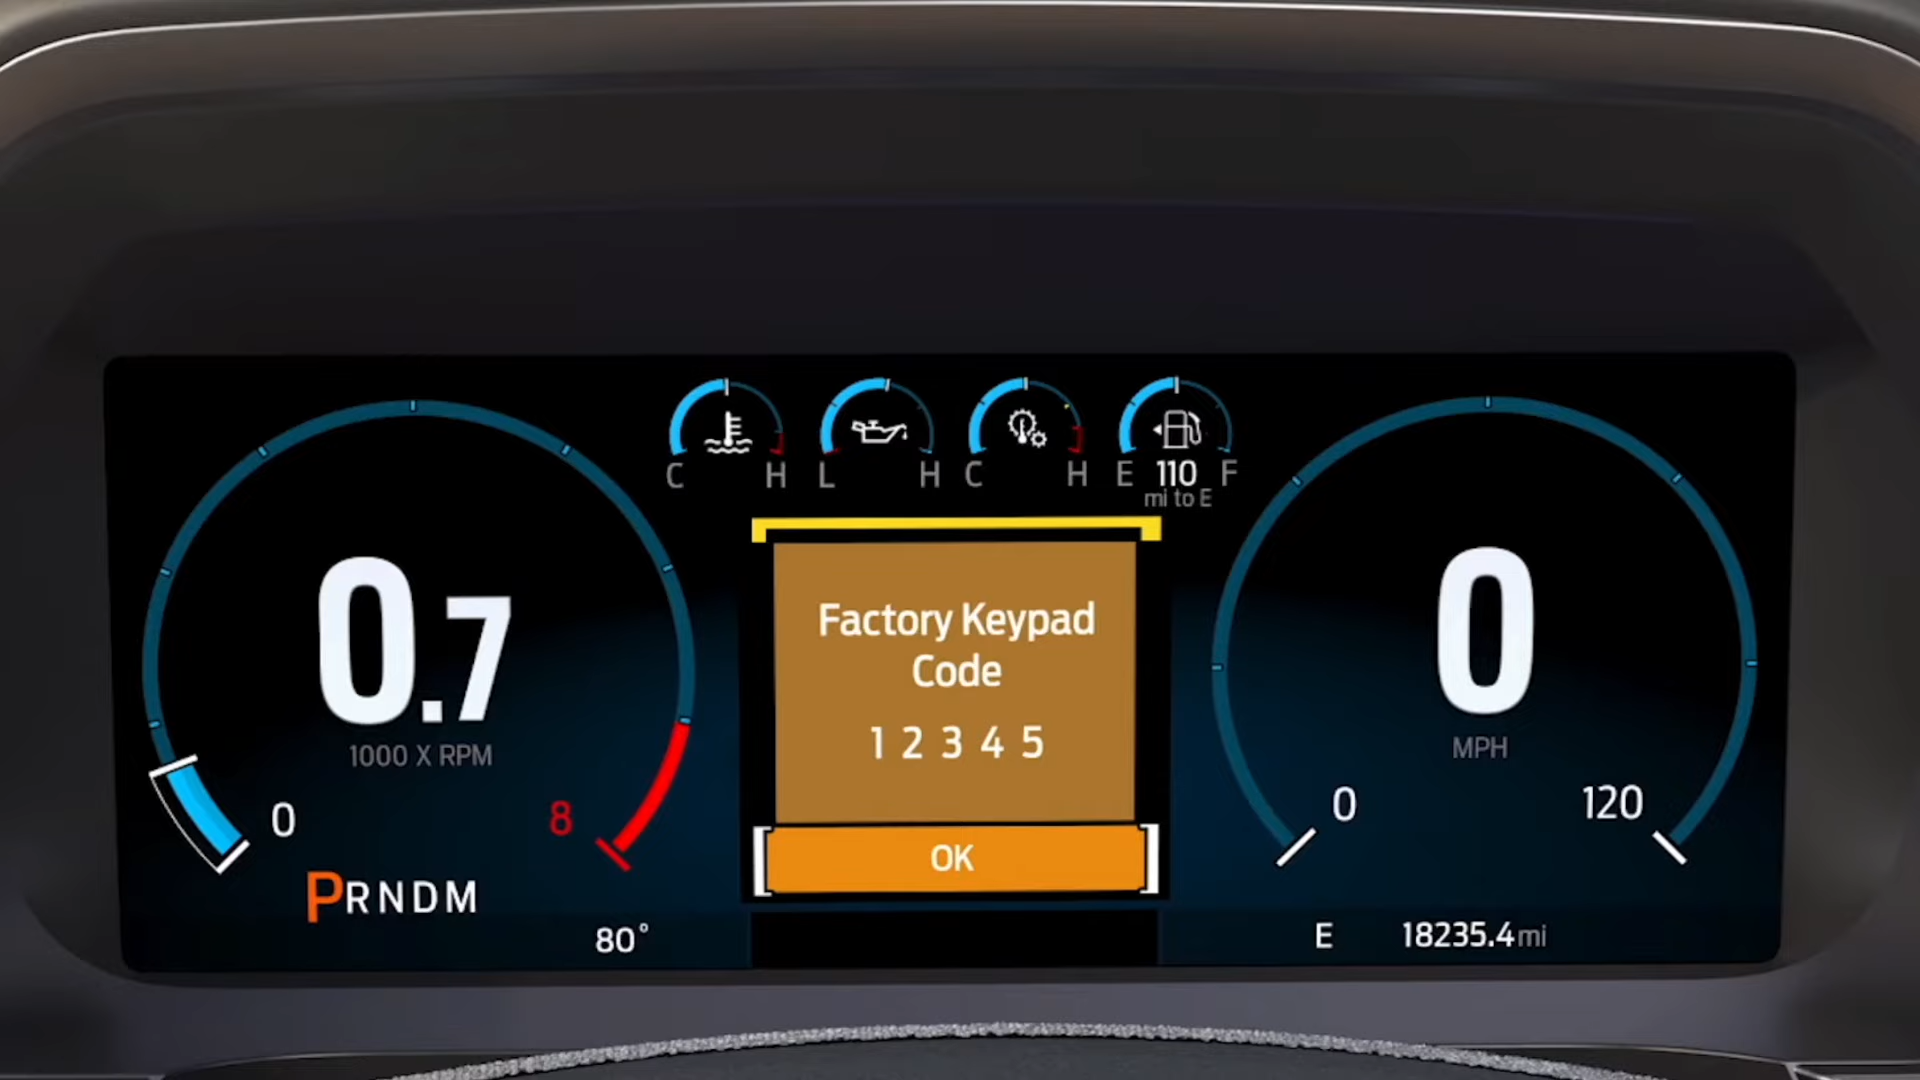 C H
L H
C H
E 110 F
mi to E
Factory Keypad
Code
1 2 3 4 5
OK
0.7
1000 X RPM
0 8
PRNDM
80°
0
MPH
0 120
E 18235.4mi